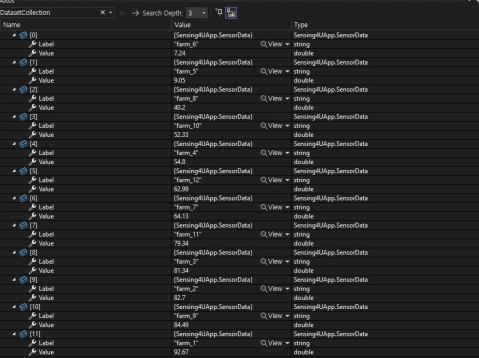 Autos
DatasetCollection Search Depth: 3
Name Value Type
[0] {Sensing4UApp.SensorData} Sensing4UApp.SensorData
Label "farm_6" View string
Value 7.24 double
[1] {Sensing4UApp.SensorData} Sensing4UApp.SensorData
Label "farm_5" View string
Value 9.05 double
[2] {Sensing4UApp.SensorData} Sensing4UApp.SensorData
Label "farm_8" View string
Value 40.2 double
[3] {Sensing4UApp.SensorData} Sensing4UApp.SensorData
Label "farm_10" View string
Value 52.33 double
[4] {Sensing4UApp.SensorData} Sensing4UApp.SensorData
Label "farm_4" View string
Value 54.8 double
[5] {Sensing4UApp.SensorData} Sensing4UApp.SensorData
Label "farm_12" View string
Value 62.99 double
[6] {Sensing4UApp.SensorData} Sensing4UApp.SensorData
Label "farm_7" View string
Value 64.13 double
[7] {Sensing4UApp.SensorData} Sensing4UApp.SensorData
Label "farm_11" View string
Value 79.34 double
[8] {Sensing4UApp.SensorData} Sensing4UApp.SensorData
Label "farm_3" View string
Value 81.34 double
[9] {Sensing4UApp.SensorData} Sensing4UApp.SensorData
Label "farm_2" View string
Value 82.7 double
[10] {Sensing4UApp.SensorData} Sensing4UApp.SensorData
Label "farm_9" View string
Value 84.49 double
[11] {Sensing4UApp.SensorData} Sensing4UApp.SensorData
Label "farm_1" View string
Value 92.67 double